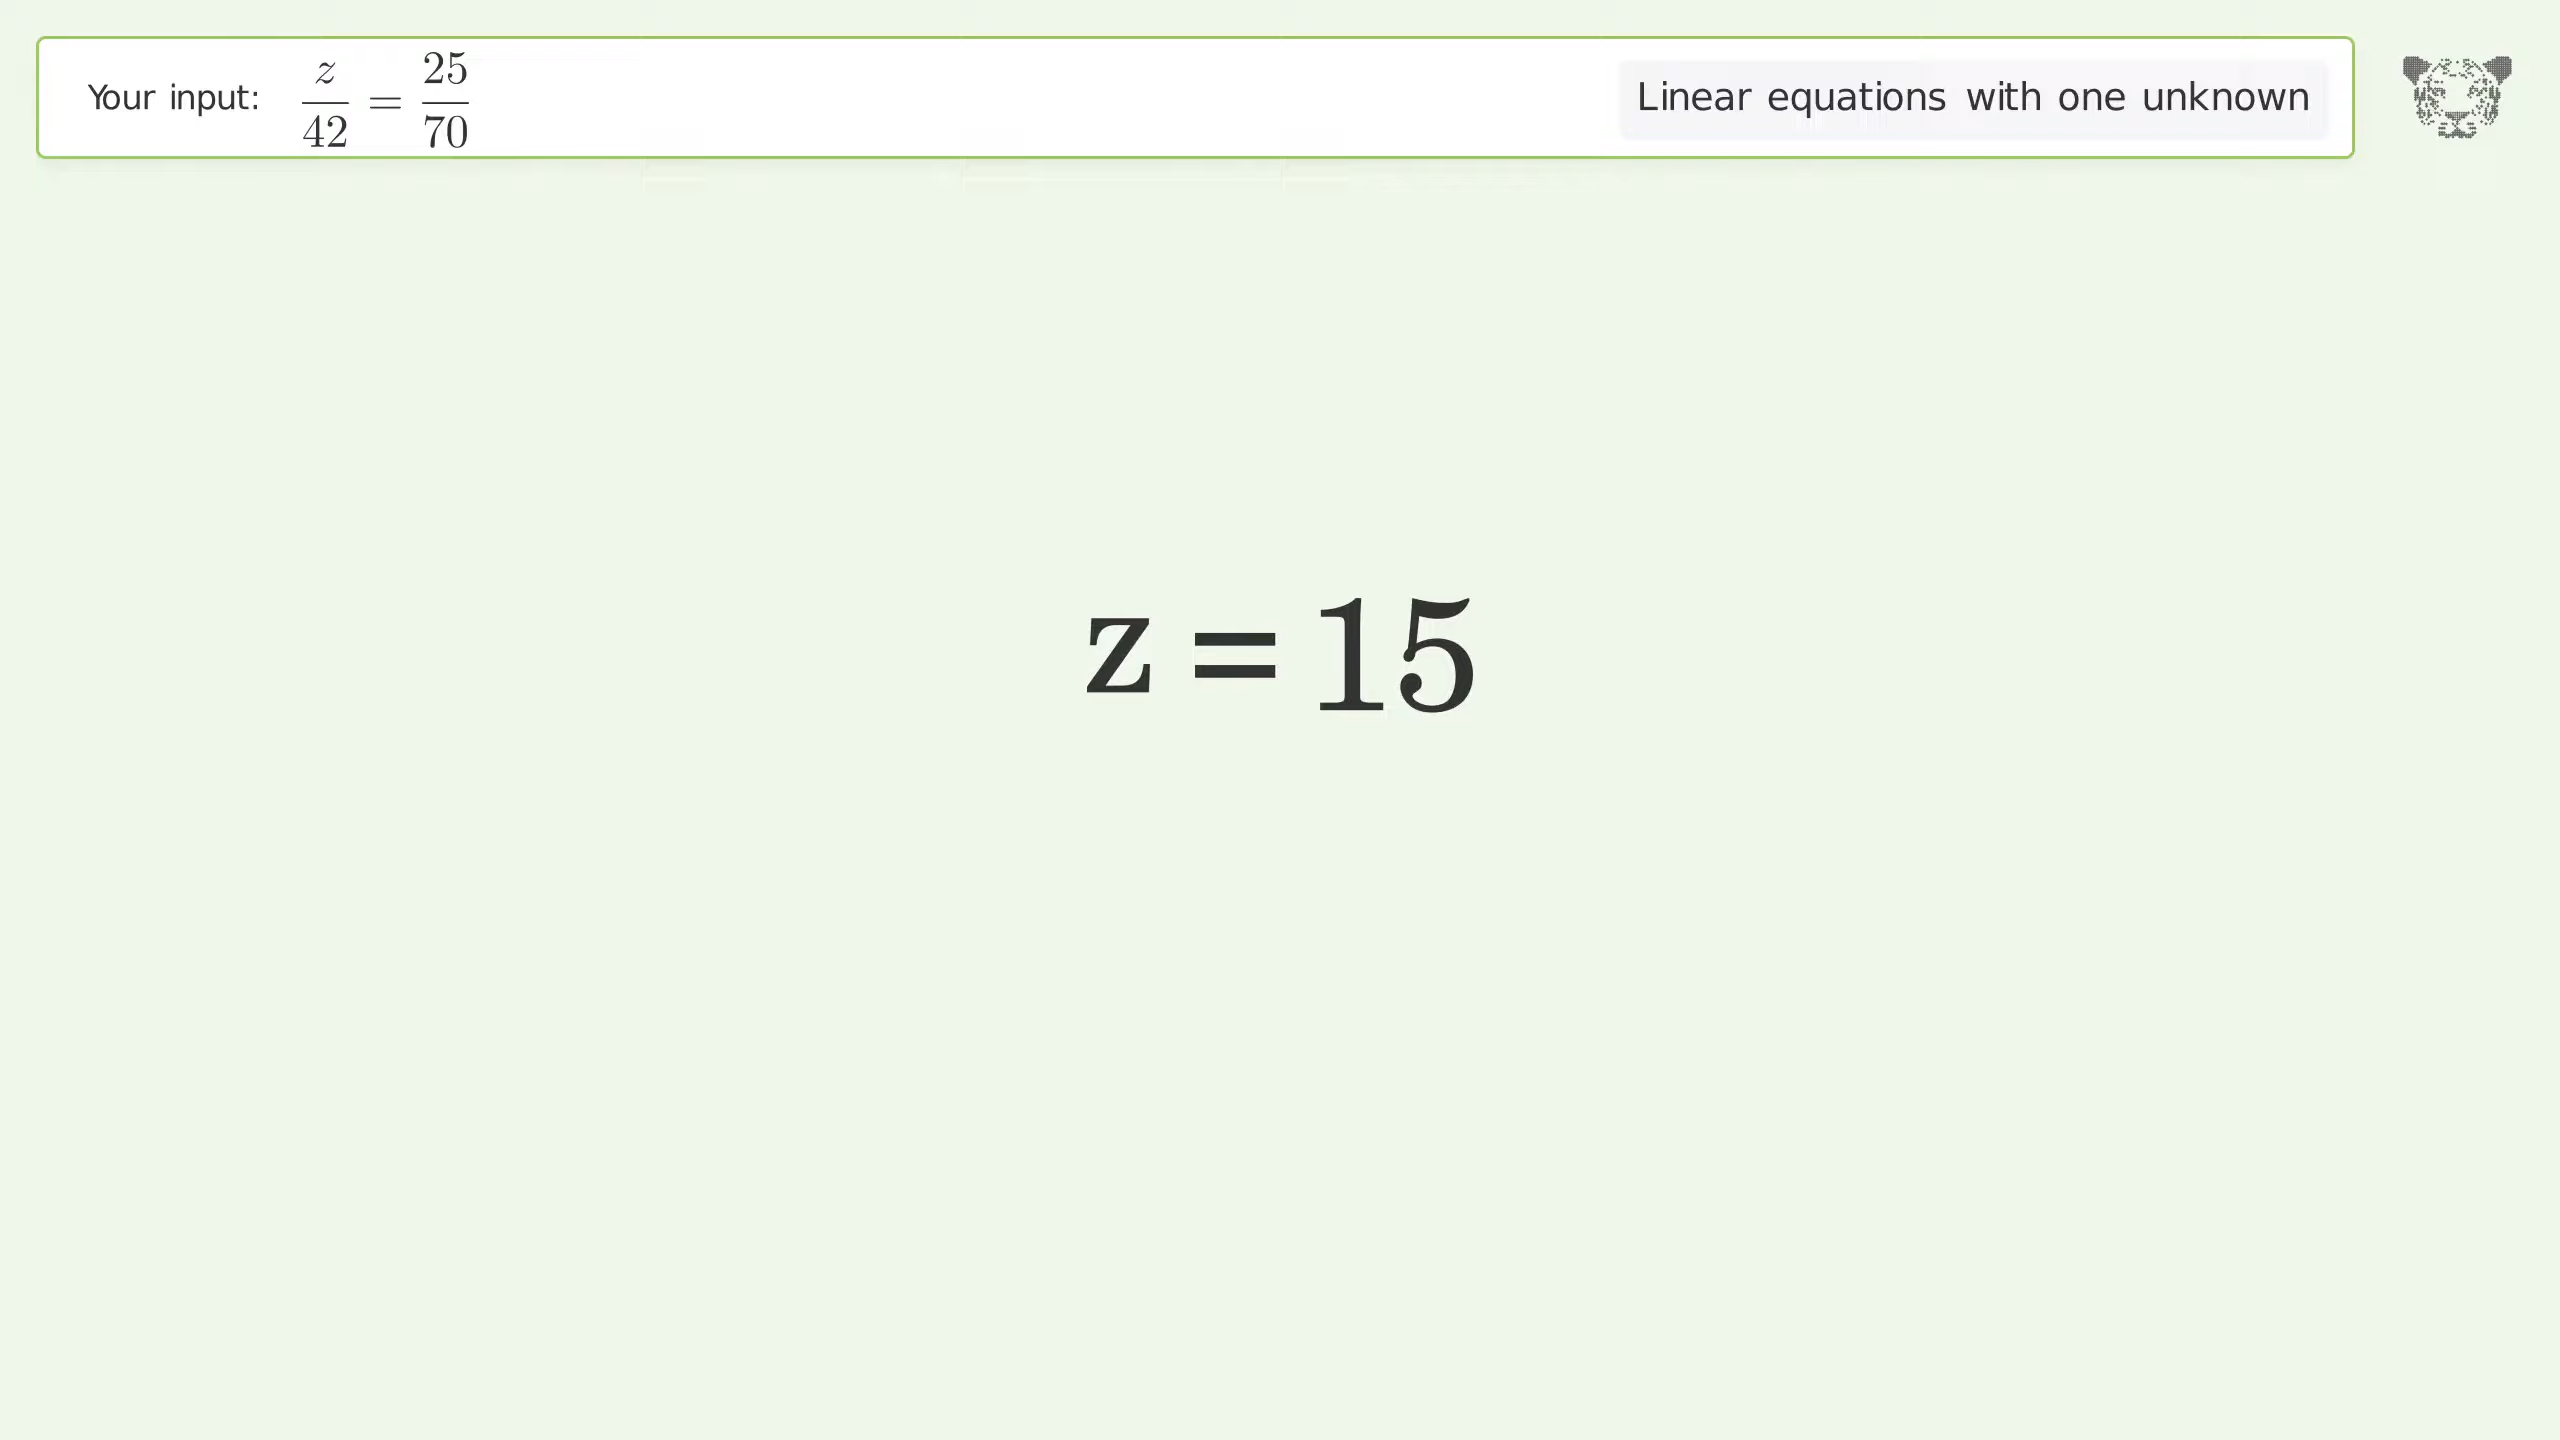 Your input: z/42 = 25/70
Linear equations with one unknown
z = 15